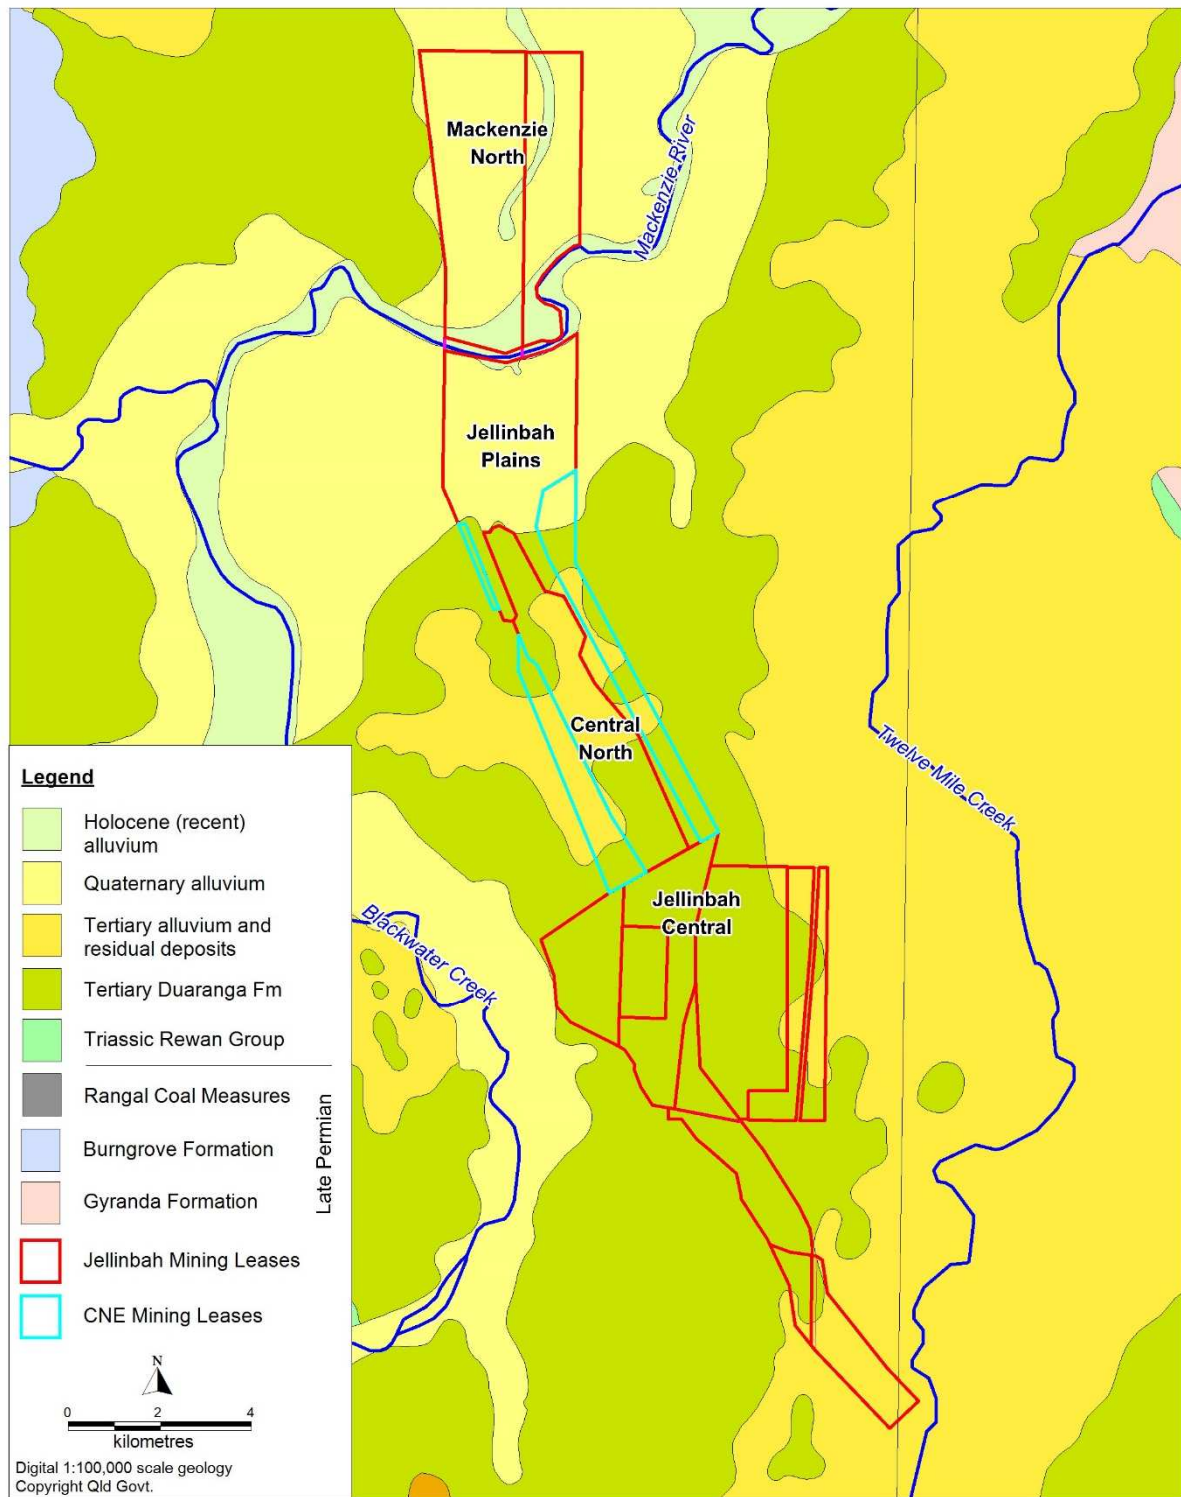 Mackenzie
North
Mackenzie River
Jellinbah
Plains
Central
North
Twelve Mile Creek
Jellinbah
Central
Blackwater Creek
Legend
Holocene (recent)
alluvium
Quaternary alluvium
Tertiary alluvium and
residual deposits
Tertiary Duaranga Fm
Triassic Rewan Group
Rangal Coal Measures
Burngrove Formation
Gyranda Formation
Late Permian
Jellinbah Mining Leases
CNE Mining Leases
N
0 2 4
kilometres
Digital 1:100,000 scale geology
Copyright Qld Govt.